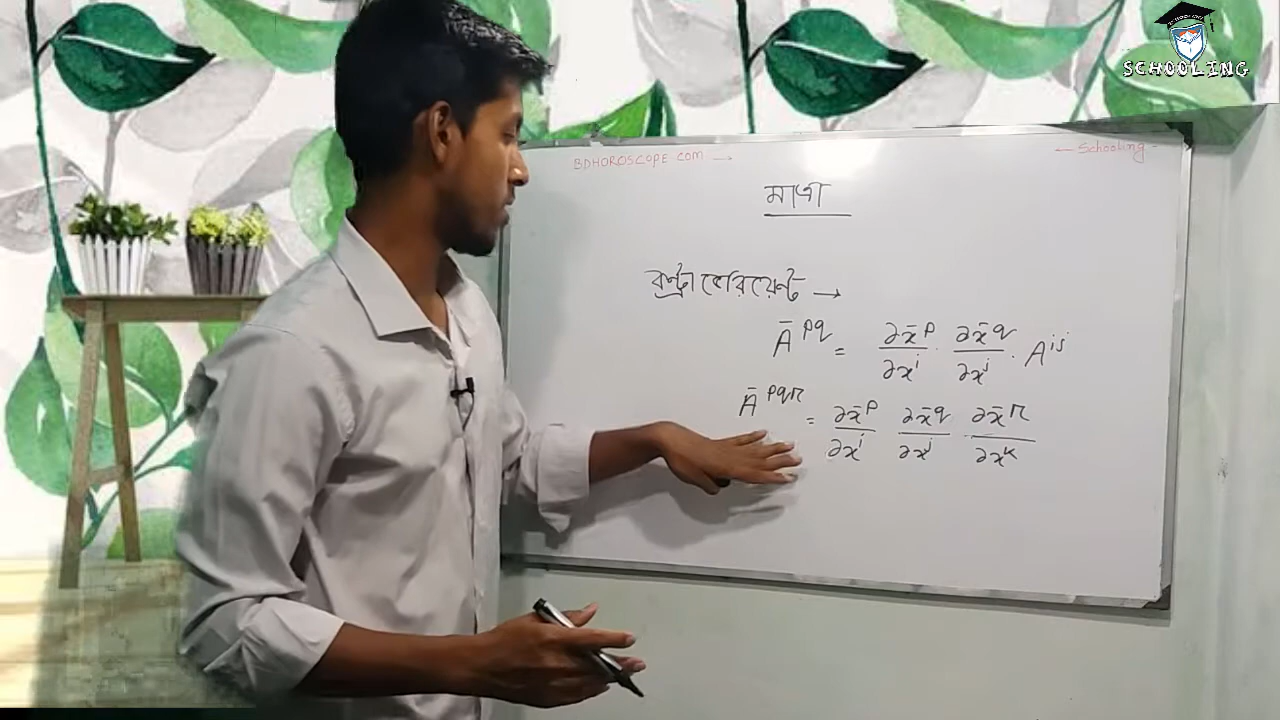 SCHOOLING
BDHOROSCOPE.COM → ← Schooling
মাত্রা
কন্ট্রাভেরিয়েন্ট →
Ā^{pq} = ∂x̄^p/∂x^i · ∂x̄^q/∂x^j · A^{ij}
Ā^{pqr} = ∂x̄^p/∂x^i ∂x̄^q/∂x^j ∂x̄^r/∂x^k